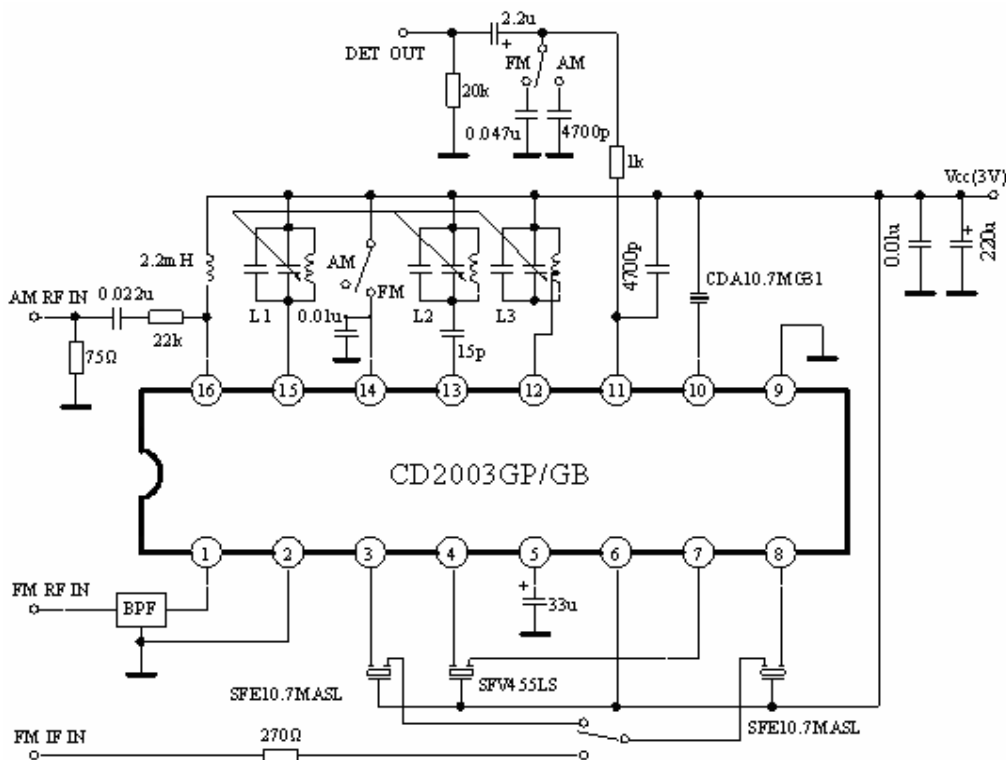 2.2u
+
DET OUT
FM
AM
20k
0.047u
4700p
1k
Vcc(3V)
2.2mH
AM
FM
4700p
CDA10.7MGB1
0.01u
+
220u
AM RF IN
0.022u
22k
75Ω
L1
0.01u
L2
15p
L3
16
15
14
13
12
11
10
9
CD2003GP/GB
1
2
3
4
5
6
7
8
FM RF IN
BPF
+
33u
SFE10.7MASL
SFV455LS
SFE10.7MASL
FM IF IN
270Ω